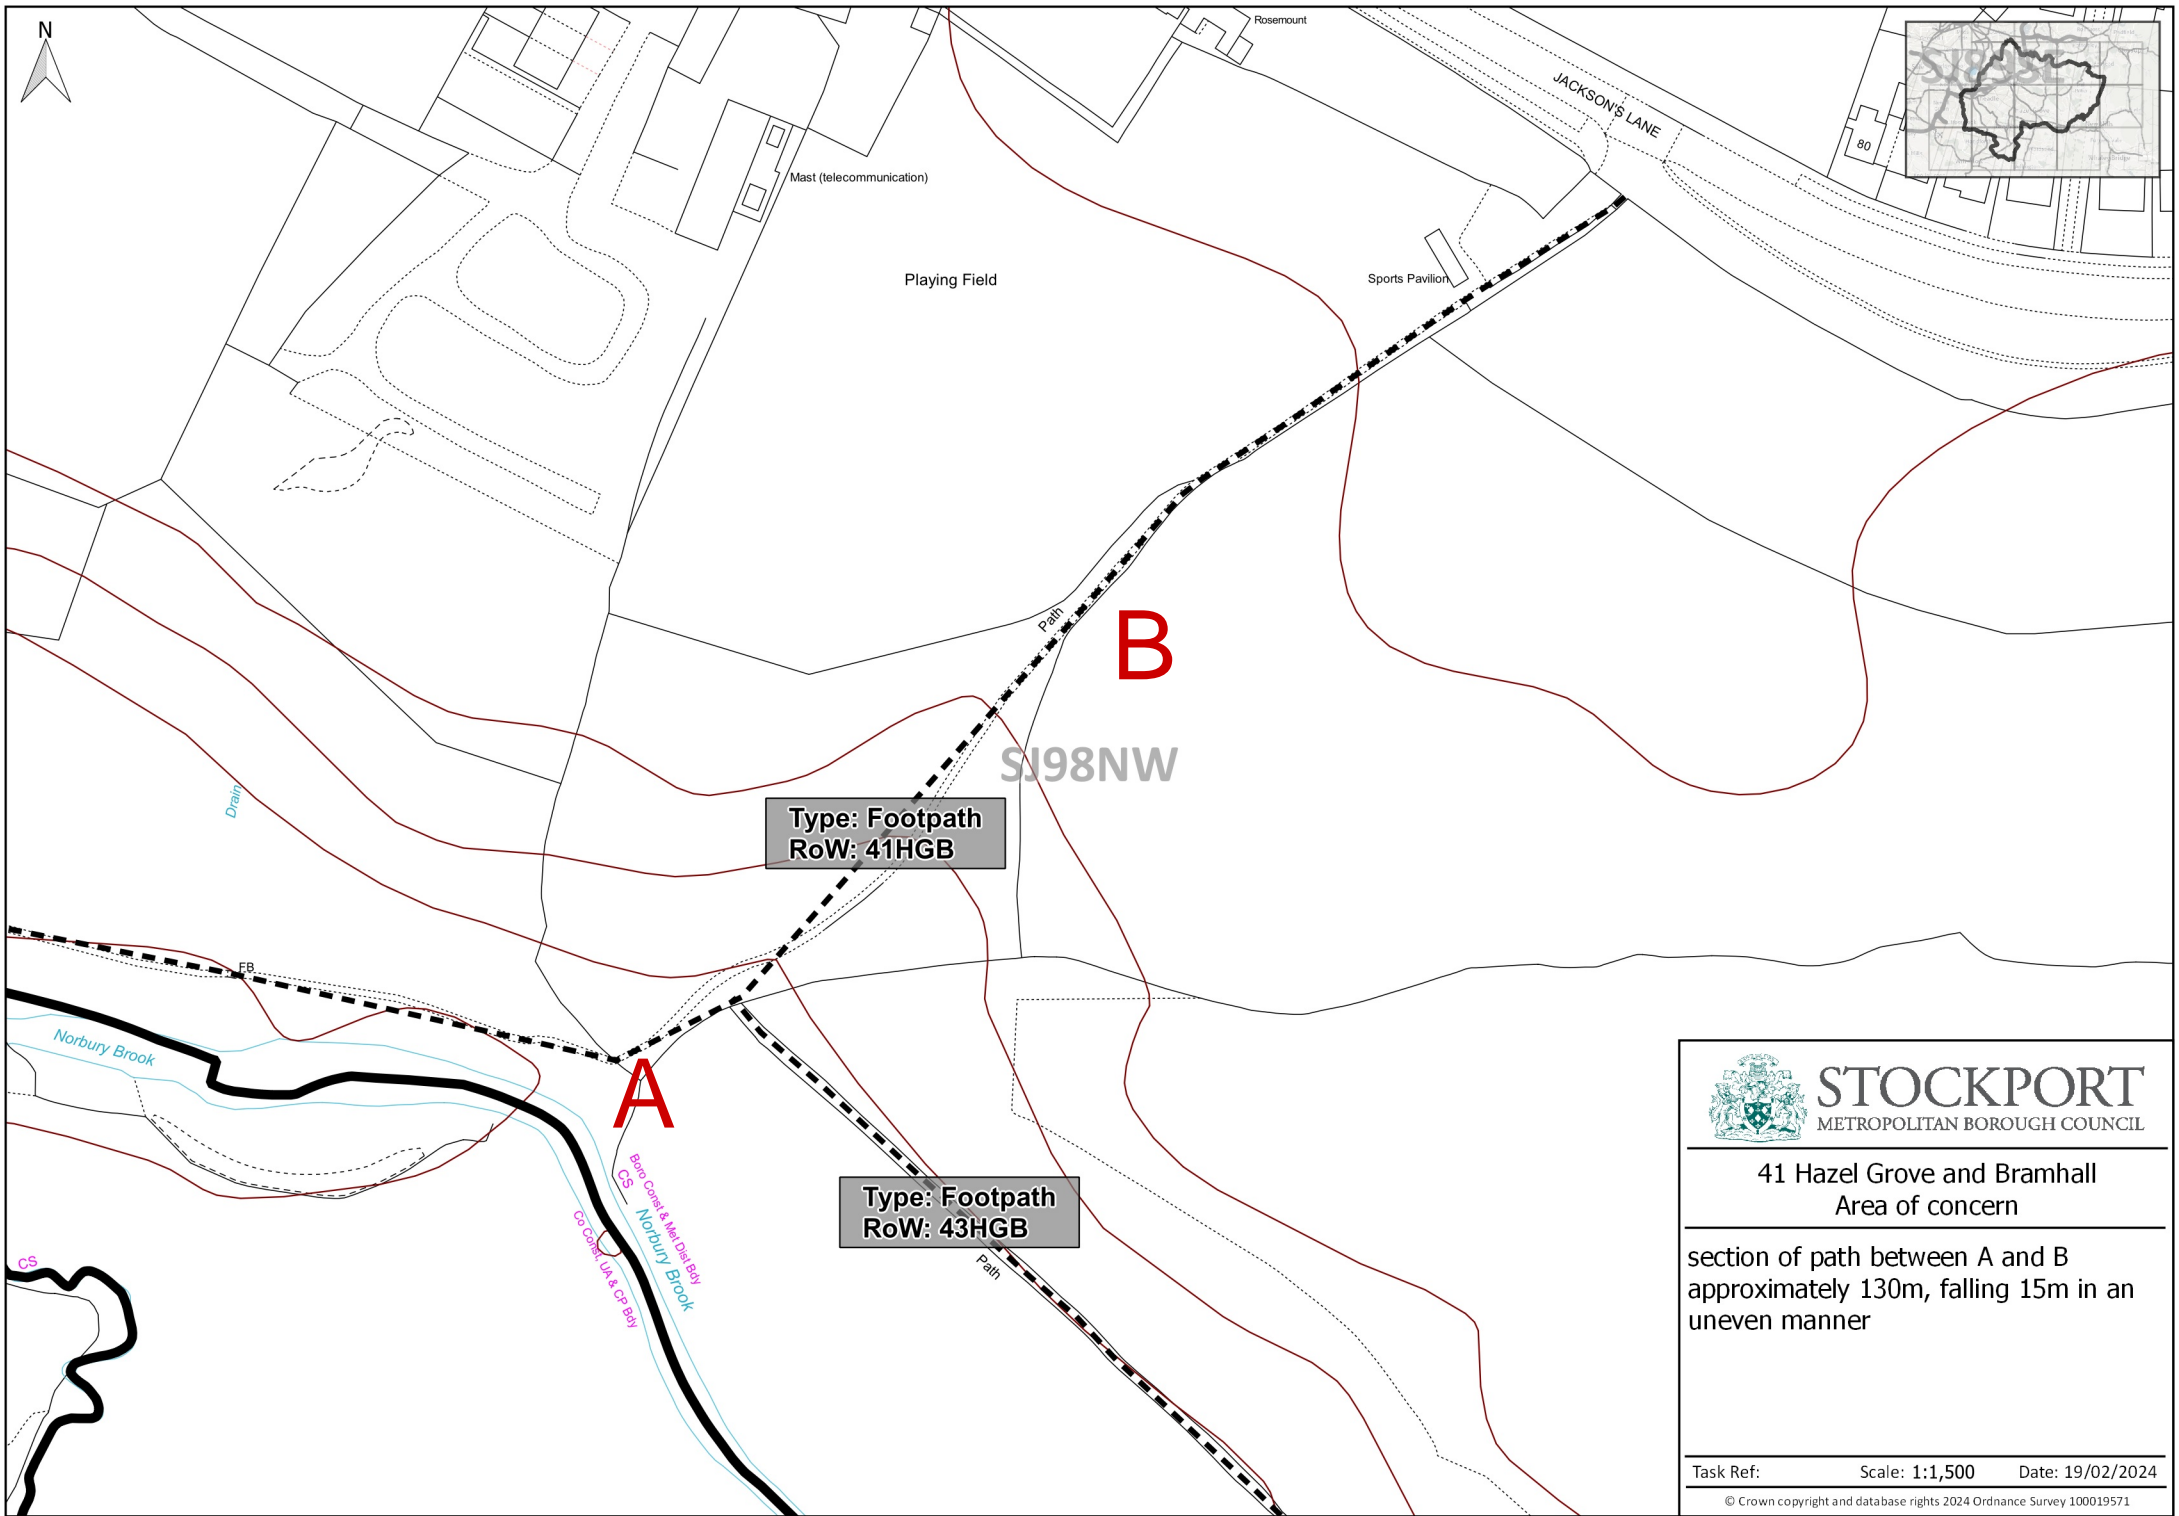 N
Rosemount
JACKSON'S LANE
80
Mast (telecommunication)
Playing Field
Sports Pavilion
Path
B
SJ98NW
Type: Footpath
RoW: 41HGB
Drain
FB
Norbury Brook
A
Boro Const & Met Dist Bdy
CS
Norbury Brook
Co Const, UA & CP Bdy
Type: Footpath
RoW: 43HGB
Path
CS
STOCKPORT
METROPOLITAN BOROUGH COUNCIL
41 Hazel Grove and Bramhall
Area of concern
section of path between A and B
approximately 130m, falling 15m in an
uneven manner
Task Ref:
Scale: 1:1,500
Date: 19/02/2024
© Crown copyright and database rights 2024 Ordnance Survey 100019571